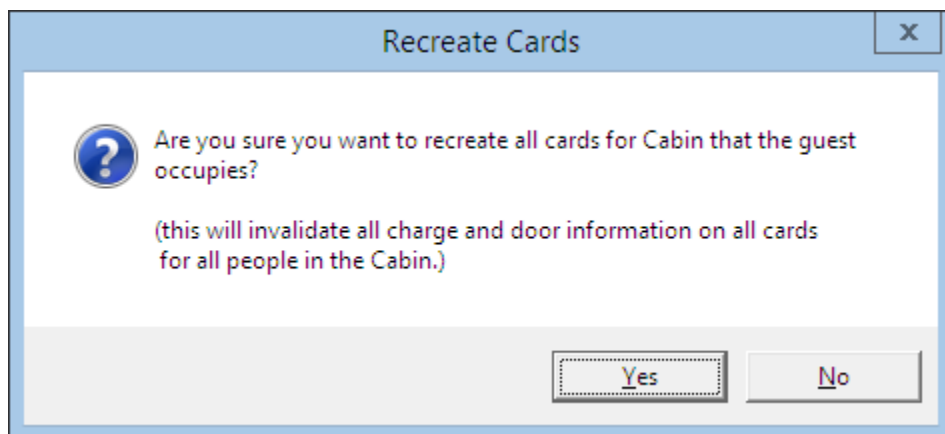 Recreate Cards
x
Are you sure you want to recreate all cards for Cabin that the guest
occupies?
(this will invalidate all charge and door information on all cards
for all people in the Cabin.)
Yes
No